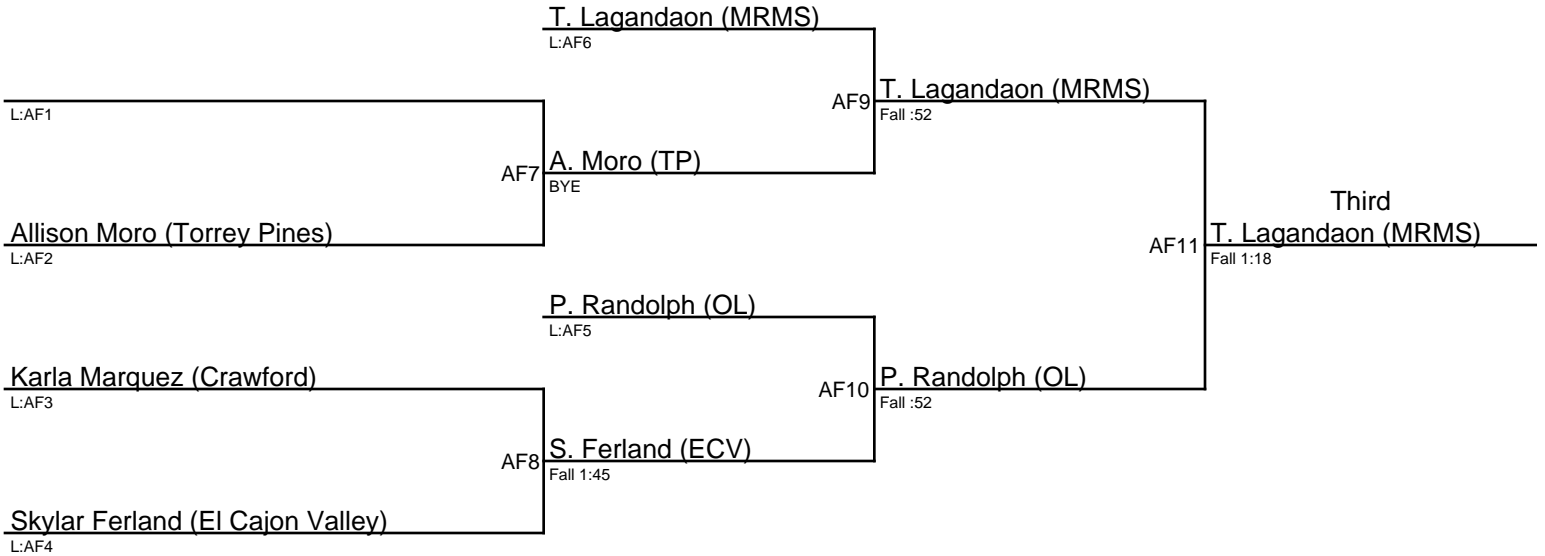 T. Lagandaon (MRMS)
L:AF6
AF9
T. Lagandaon (MRMS)
Fall :52
L:AF1
AF7
A. Moro (TP)
BYE
Third
Allison Moro (Torrey Pines)
L:AF2
AF11
T. Lagandaon (MRMS)
Fall 1:18
P. Randolph (OL)
L:AF5
Karla Marquez (Crawford)
L:AF3
AF10
P. Randolph (OL)
Fall :52
AF8
S. Ferland (ECV)
Fall 1:45
Skylar Ferland (El Cajon Valley)
L:AF4